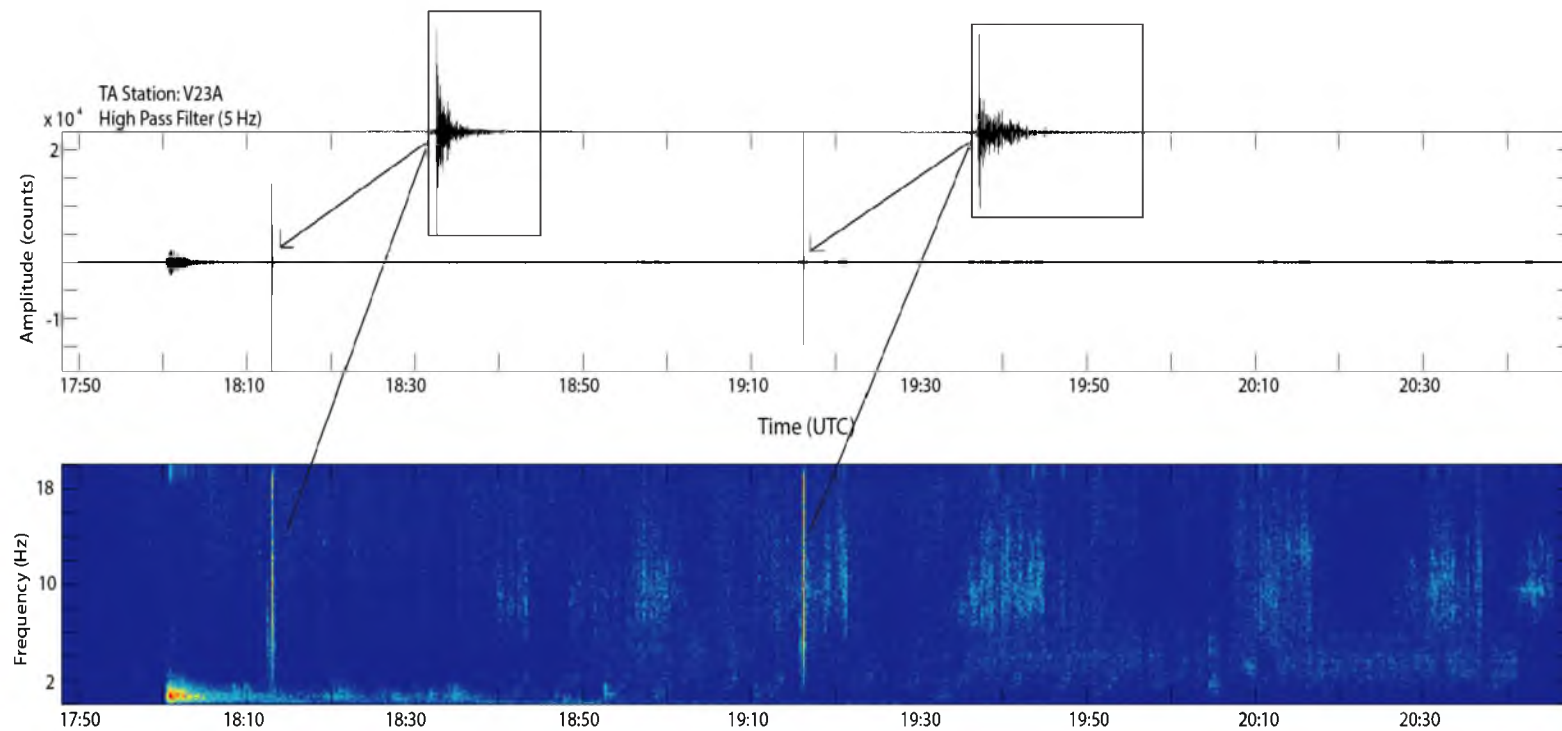 TA Station: V23A
High Pass Filter (5 Hz)
x 10⁴
2
-1
Amplitude (counts)
17:50 18:10 18:30 18:50 19:10 19:30 19:50 20:10 20:30
Time (UTC)
18
10
2
Frequency (Hz)
17:50 18:10 18:30 18:50 19:10 19:30 19:50 20:10 20:30